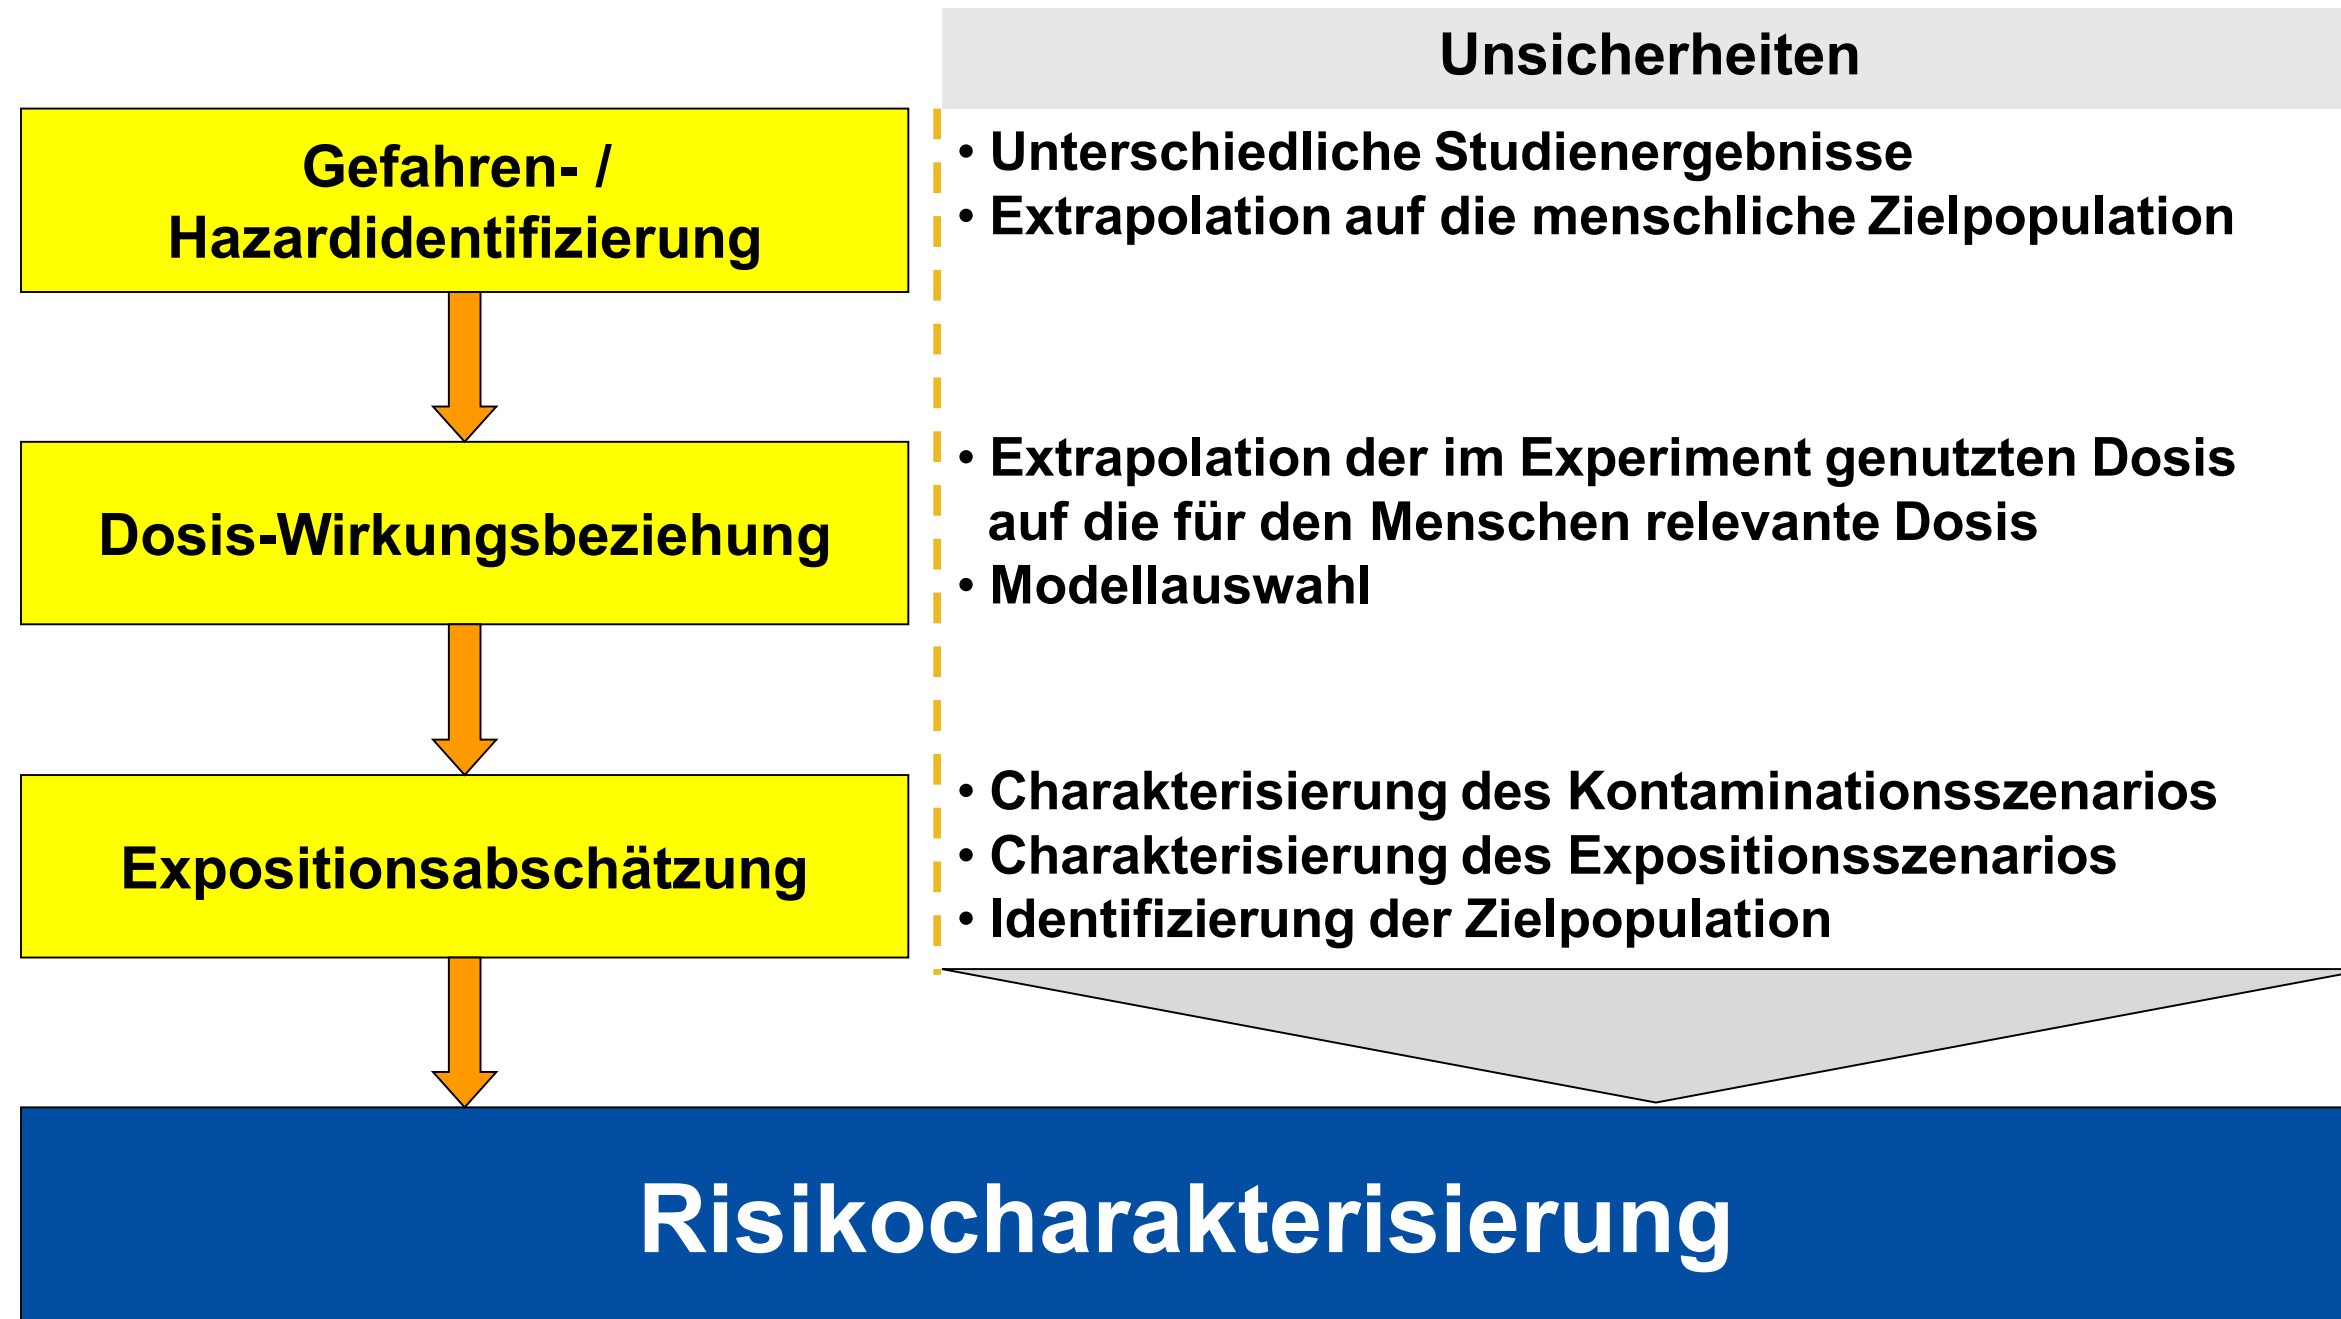 Unsicherheiten
Gefahren- /
Hazardidentifizierung
• Unterschiedliche Studienergebnisse
• Extrapolation auf die menschliche Zielpopulation
Dosis-Wirkungsbeziehung
• Extrapolation der im Experiment genutzten Dosis
auf die für den Menschen relevante Dosis
• Modellauswahl
Expositionsabschätzung
• Charakterisierung des Kontaminationsszenarios
• Charakterisierung des Expositionsszenarios
• Identifizierung der Zielpopulation
Risikocharakterisierung